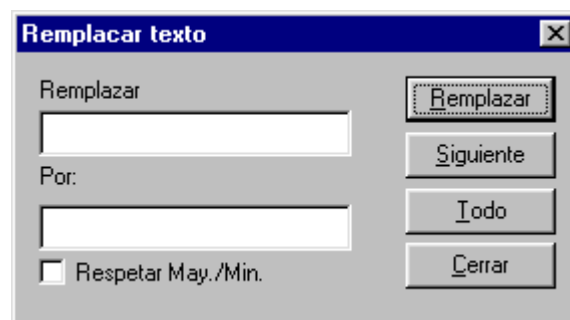 Remplacar texto
Remplazar
Remplazar
Siguiente
Por:
Todo
Respetar May./Min.
Cerrar